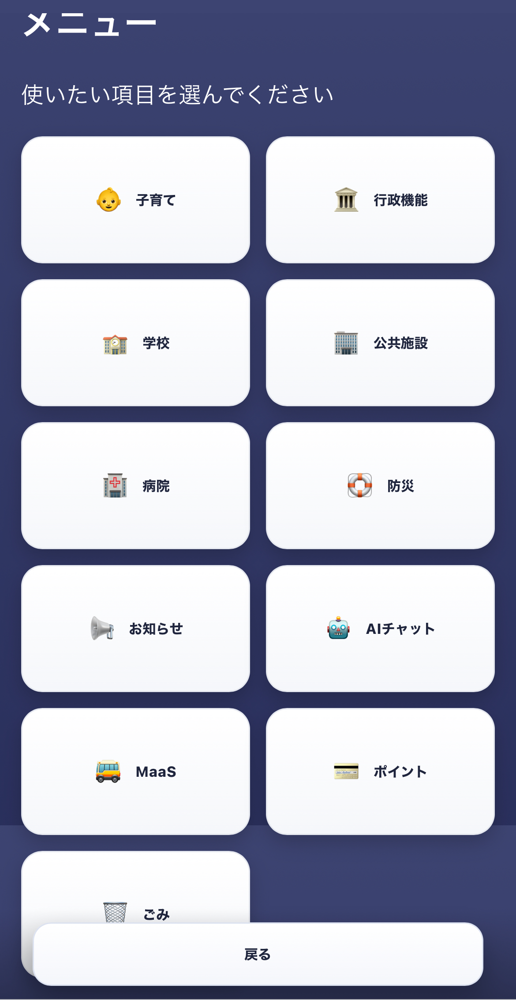 メニュー
使いたい項目を選んでください
子育て
行政機能
学校
公共施設
病院
防災
お知らせ
AIチャット
MaaS
ポイント
ごみ
戻る